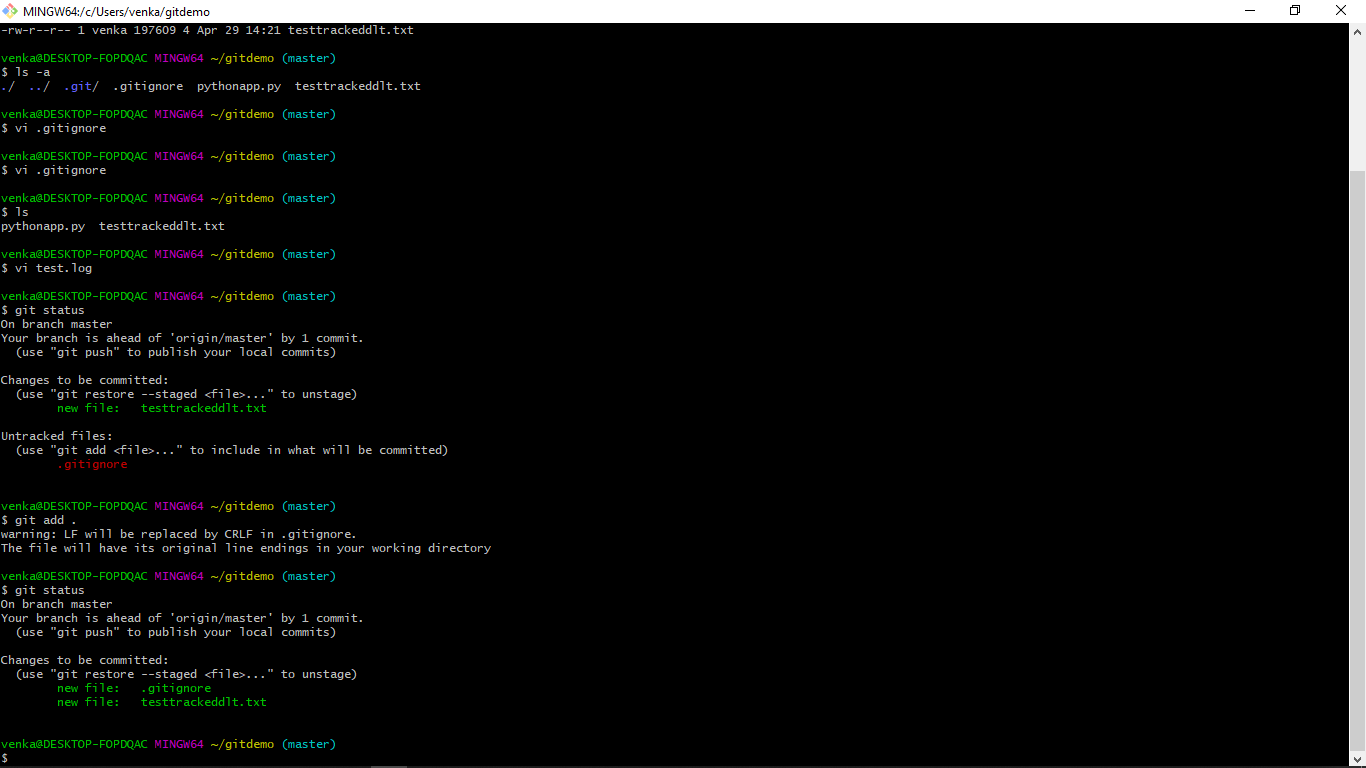 MINGW64:/c/Users/venka/gitdemo
-rw-r--r-- 1 venka 197609 4 Apr 29 14:21 testtrackeddlt.txt
venka@DESKTOP-FOPDQAC MINGW64 ~/gitdemo (master)
$ ls -a
./  ../  .git/  .gitignore  pythonapp.py  testtrackeddlt.txt
venka@DESKTOP-FOPDQAC MINGW64 ~/gitdemo (master)
$ vi .gitignore
venka@DESKTOP-FOPDQAC MINGW64 ~/gitdemo (master)
$ vi .gitignore
venka@DESKTOP-FOPDQAC MINGW64 ~/gitdemo (master)
$ ls
pythonapp.py  testtrackeddlt.txt
venka@DESKTOP-FOPDQAC MINGW64 ~/gitdemo (master)
$ vi test.log
venka@DESKTOP-FOPDQAC MINGW64 ~/gitdemo (master)
$ git status
On branch master
Your branch is ahead of 'origin/master' by 1 commit.
  (use "git push" to publish your local commits)
Changes to be committed:
  (use "git restore --staged <file>..." to unstage)
        new file:   testtrackeddlt.txt
Untracked files:
  (use "git add <file>..." to include in what will be committed)
        .gitignore
venka@DESKTOP-FOPDQAC MINGW64 ~/gitdemo (master)
$ git add .
warning: LF will be replaced by CRLF in .gitignore.
The file will have its original line endings in your working directory
venka@DESKTOP-FOPDQAC MINGW64 ~/gitdemo (master)
$ git status
On branch master
Your branch is ahead of 'origin/master' by 1 commit.
  (use "git push" to publish your local commits)
Changes to be committed:
  (use "git restore --staged <file>..." to unstage)
        new file:   .gitignore
        new file:   testtrackeddlt.txt
venka@DESKTOP-FOPDQAC MINGW64 ~/gitdemo (master)
$